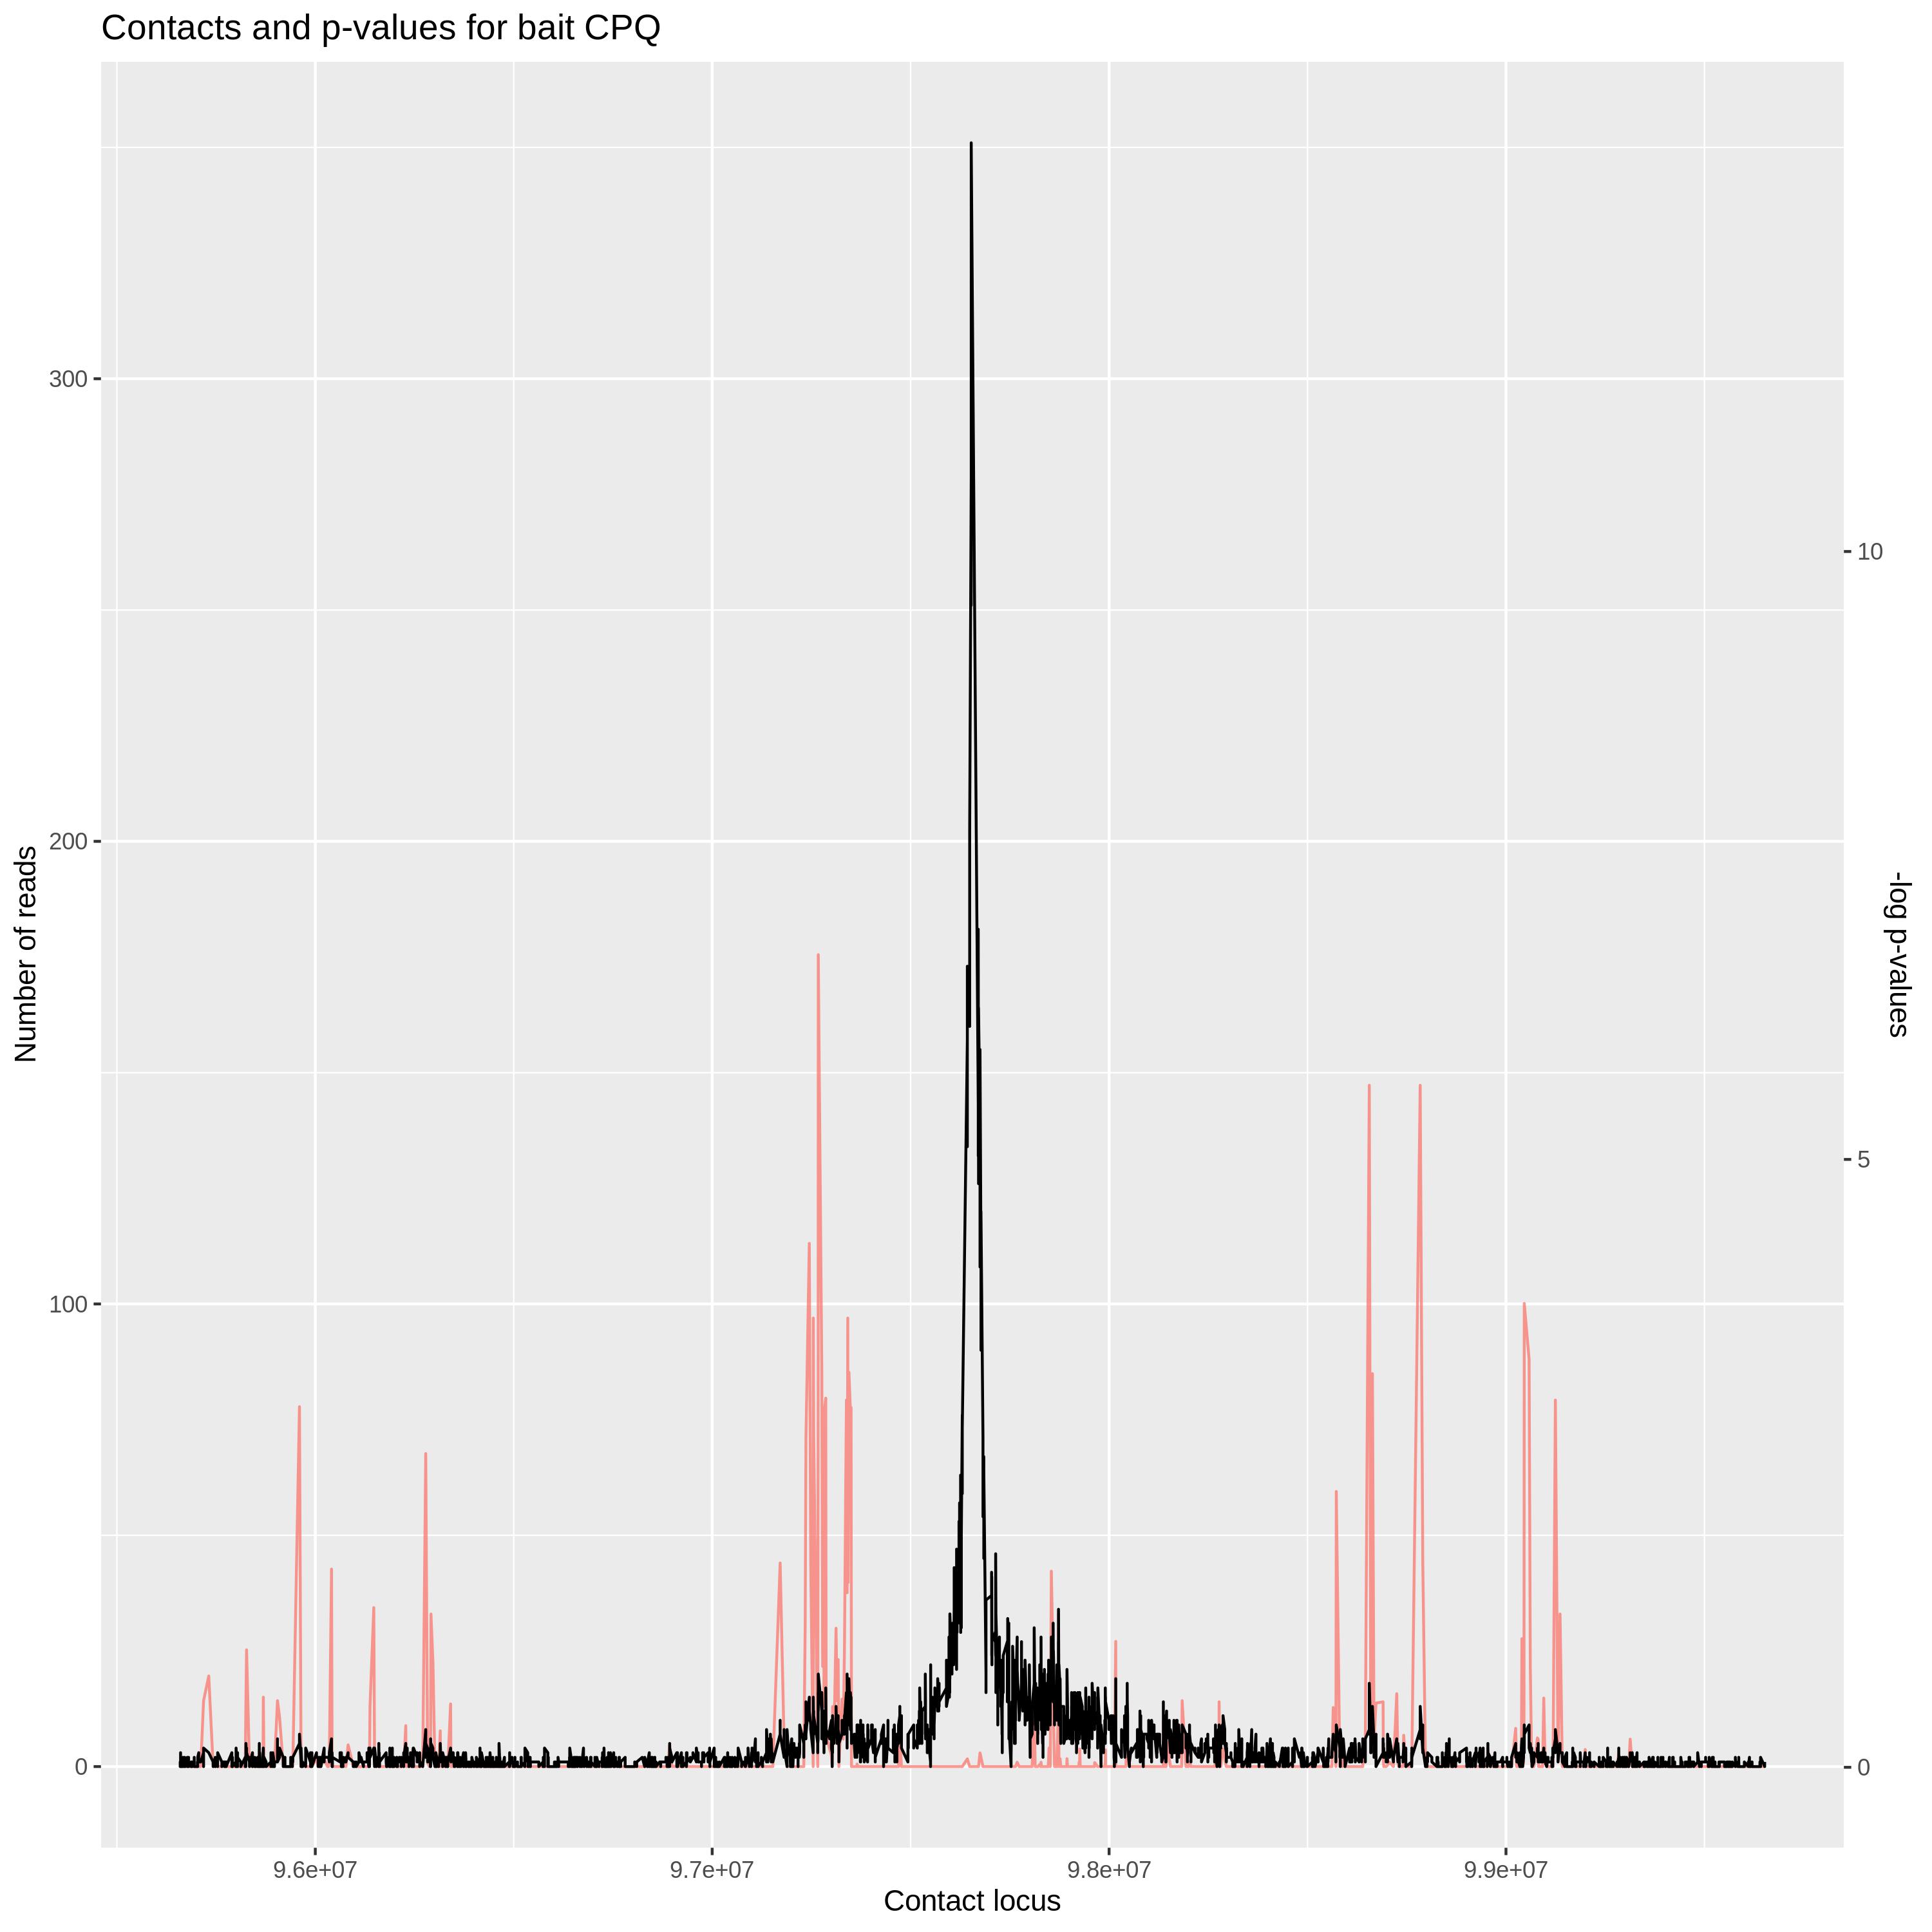 Contacts and p-values for bait CPQ
300
200
100
0
Number of reads
10
5
0
-log p-values
9.6e+07
9.7e+07
9.8e+07
9.9e+07
Contact locus